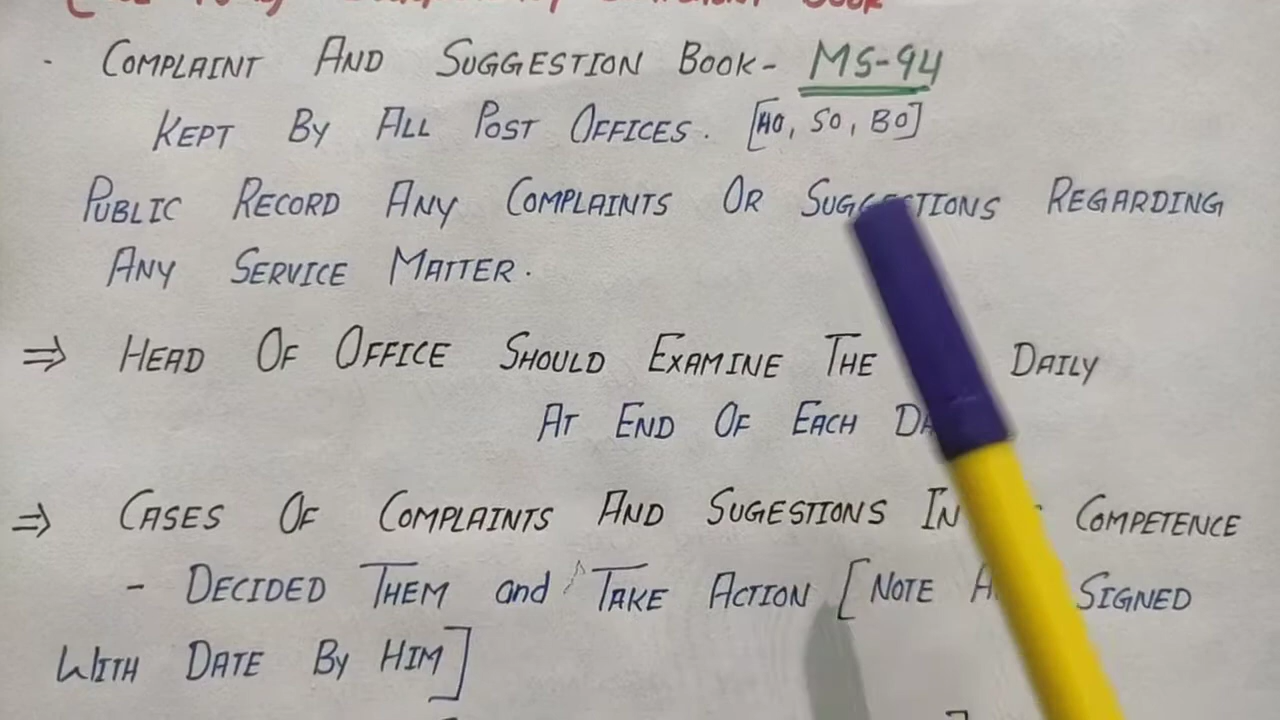 Book
- COMPLAINT AND SUGGESTION BOOK- MS-94
KEPT BY ALL POST OFFICES. [HO, SO, BO]
PUBLIC RECORD ANY COMPLAINTS OR SUGGESTIONS REGARDING
ANY SERVICE MATTER.
⇒ HEAD OF OFFICE SHOULD EXAMINE THE DAILY
AT END OF EACH
⇒ CASES OF COMPLAINTS AND SUGESTIONS IN COMPETENCE
- DECIDED THEM and TAKE ACTION [NOTE SIGNED
WITH DATE BY HIM]